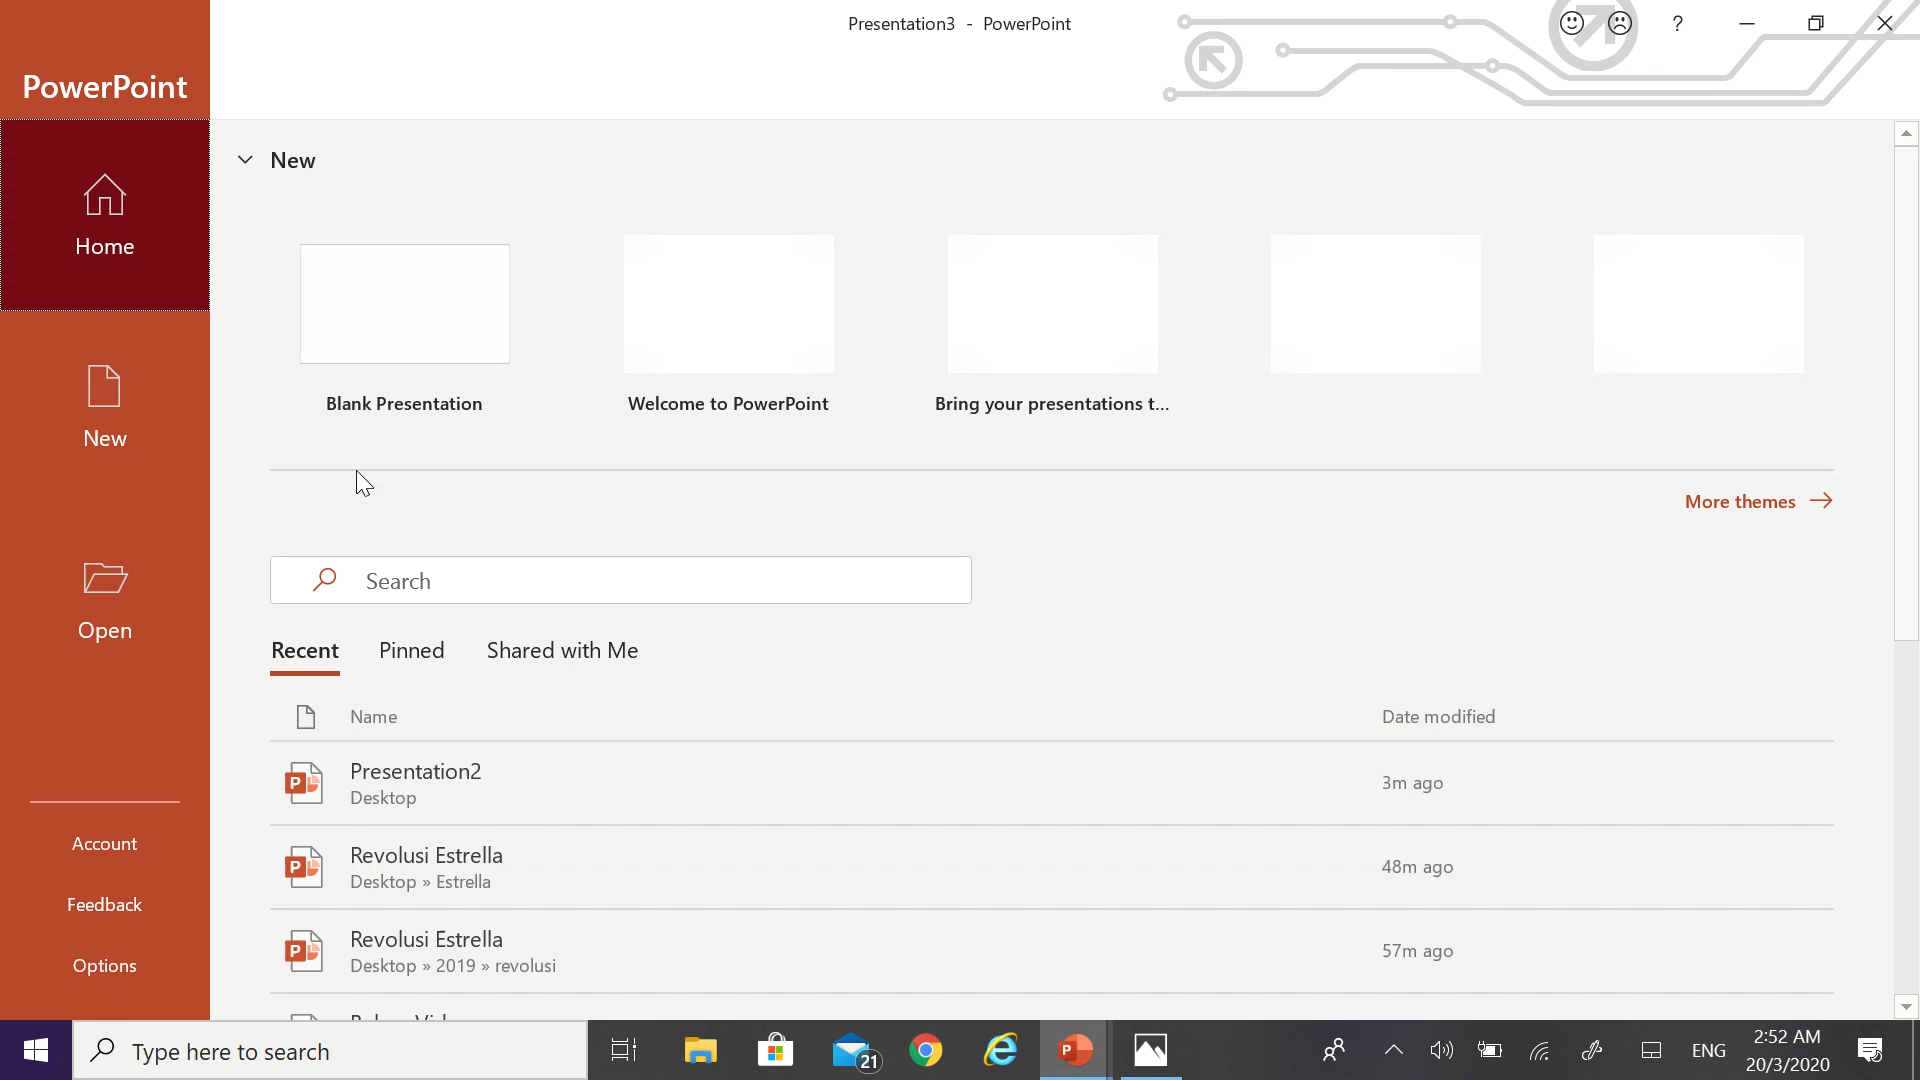 Presentation3 - PowerPoint
?
PowerPoint
Home
New
Open
Account
Feedback
Options
New
Blank Presentation
Welcome to PowerPoint
Bring your presentations t...
More themes
Search
Recent Pinned Shared with Me
Name Date modified
Presentation2
Desktop
3m ago
Revolusi Estrella
Desktop » Estrella
48m ago
Revolusi Estrella
Desktop » 2019 » revolusi
57m ago
Type here to search
21
ENG
2:52 AM
20/3/2020